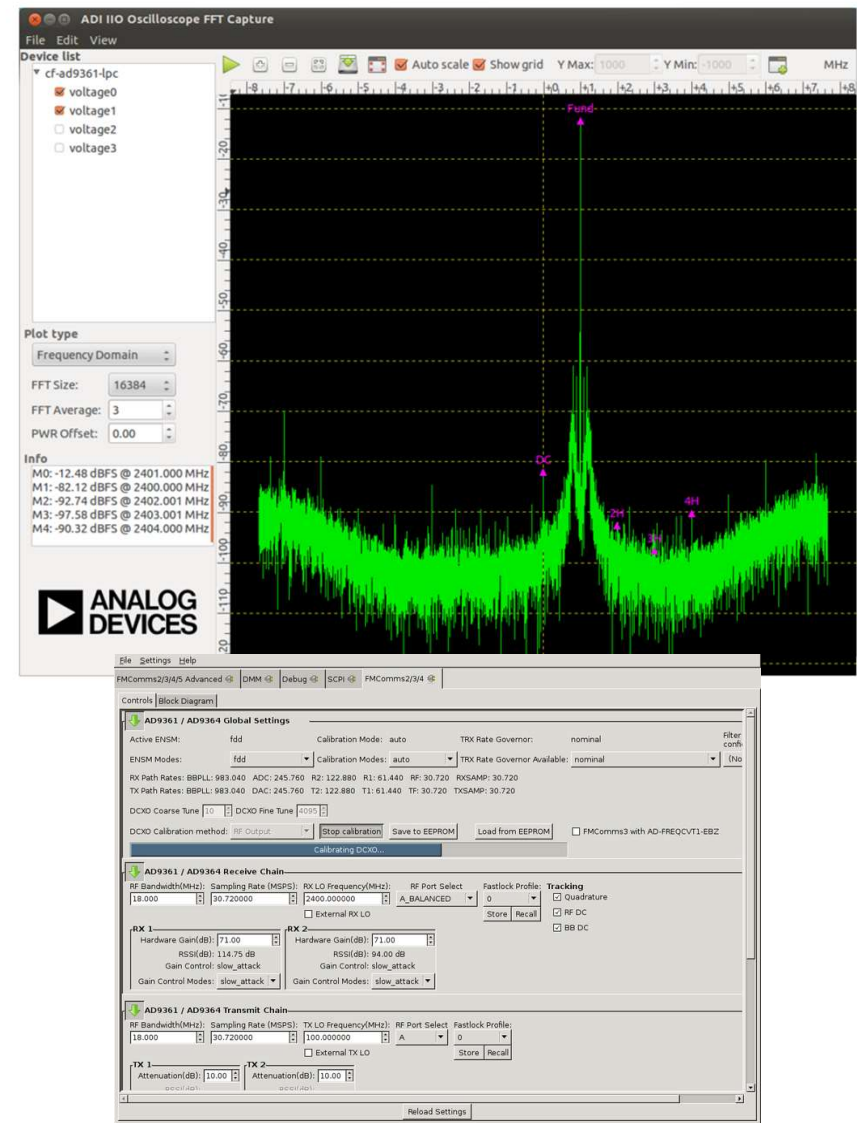 ADI IIO Oscilloscope FFT Capture
File Edit View
Device list
cf-ad9361-lpc
voltage0
voltage1
voltage2
voltage3
Auto scale Show grid Y Max: 1000 Y Min: -1000 MHz
-8 -7 -6 -5 -4 -3 -2 -1 +0 +1 +2 +3 +4 +5 +6 +7 +8
-10
-20
-30
-40
-50
-60
-70
-80
-90
-100
-110
Fund
DC
2H
3H
4H
Plot type
Frequency Domain
FFT Size: 16384
FFT Average: 3
PWR Offset: 0.00
Info
M0: -12.48 dBFS @ 2401.000 MHz
M1: -82.12 dBFS @ 2400.000 MHz
M2: -92.74 dBFS @ 2402.001 MHz
M3: -97.58 dBFS @ 2403.001 MHz
M4: -90.32 dBFS @ 2404.000 MHz
ANALOG
DEVICES
File Settings Help
FMComms2/3/4/5 Advanced DMM Debug SCPI FMComms2/3/4
Controls Block Diagram
AD9361 / AD9364 Global Settings
Active ENSM: fdd Calibration Mode: auto TRX Rate Governor: nominal Filter
confi
ENSM Modes: fdd Calibration Modes: auto TRX Rate Governor Available: nominal (No
RX Path Rates: BBPLL: 983.040 ADC: 245.760 R2: 122.880 R1: 61.440 RF: 30.720 RXSAMP: 30.720
TX Path Rates: BBPLL: 983.040 DAC: 245.760 T2: 122.880 T1: 61.440 TF: 30.720 TXSAMP: 30.720
DCXO Coarse Tune 10 DCXO Fine Tune 4095
DCXO Calibration method: RF Output Stop calibration Save to EEPROM Load from EEPROM FMComms3 with AD-FREQCVT1-EBZ
Calibrating DCXO...
AD9361 / AD9364 Receive Chain
RF Bandwidth(MHz): Sampling Rate (MSPS): RX LO Frequency(MHz): RF Port Select Fastlock Profile: Tracking
18.000 30.720000 2400.000000 A_BALANCED 0 Quadrature
External RX LO Store Recall RF DC
BB DC
RX 1 RX 2
Hardware Gain(dB): 71.00 Hardware Gain(dB): 71.00
RSSI(dB): 114.75 dB RSSI(dB): 94.00 dB
Gain Control: slow_attack Gain Control: slow_attack
Gain Control Modes: slow_attack Gain Control Modes: slow_attack
AD9361 / AD9364 Transmit Chain
RF Bandwidth(MHz): Sampling Rate (MSPS): TX LO Frequency(MHz): RF Port Select Fastlock Profile:
18.000 30.720000 100.000000 A 0
External TX LO Store Recall
TX 1 TX 2
Attenuation(dB): 10.00 Attenuation(dB): 10.00
Reload Settings